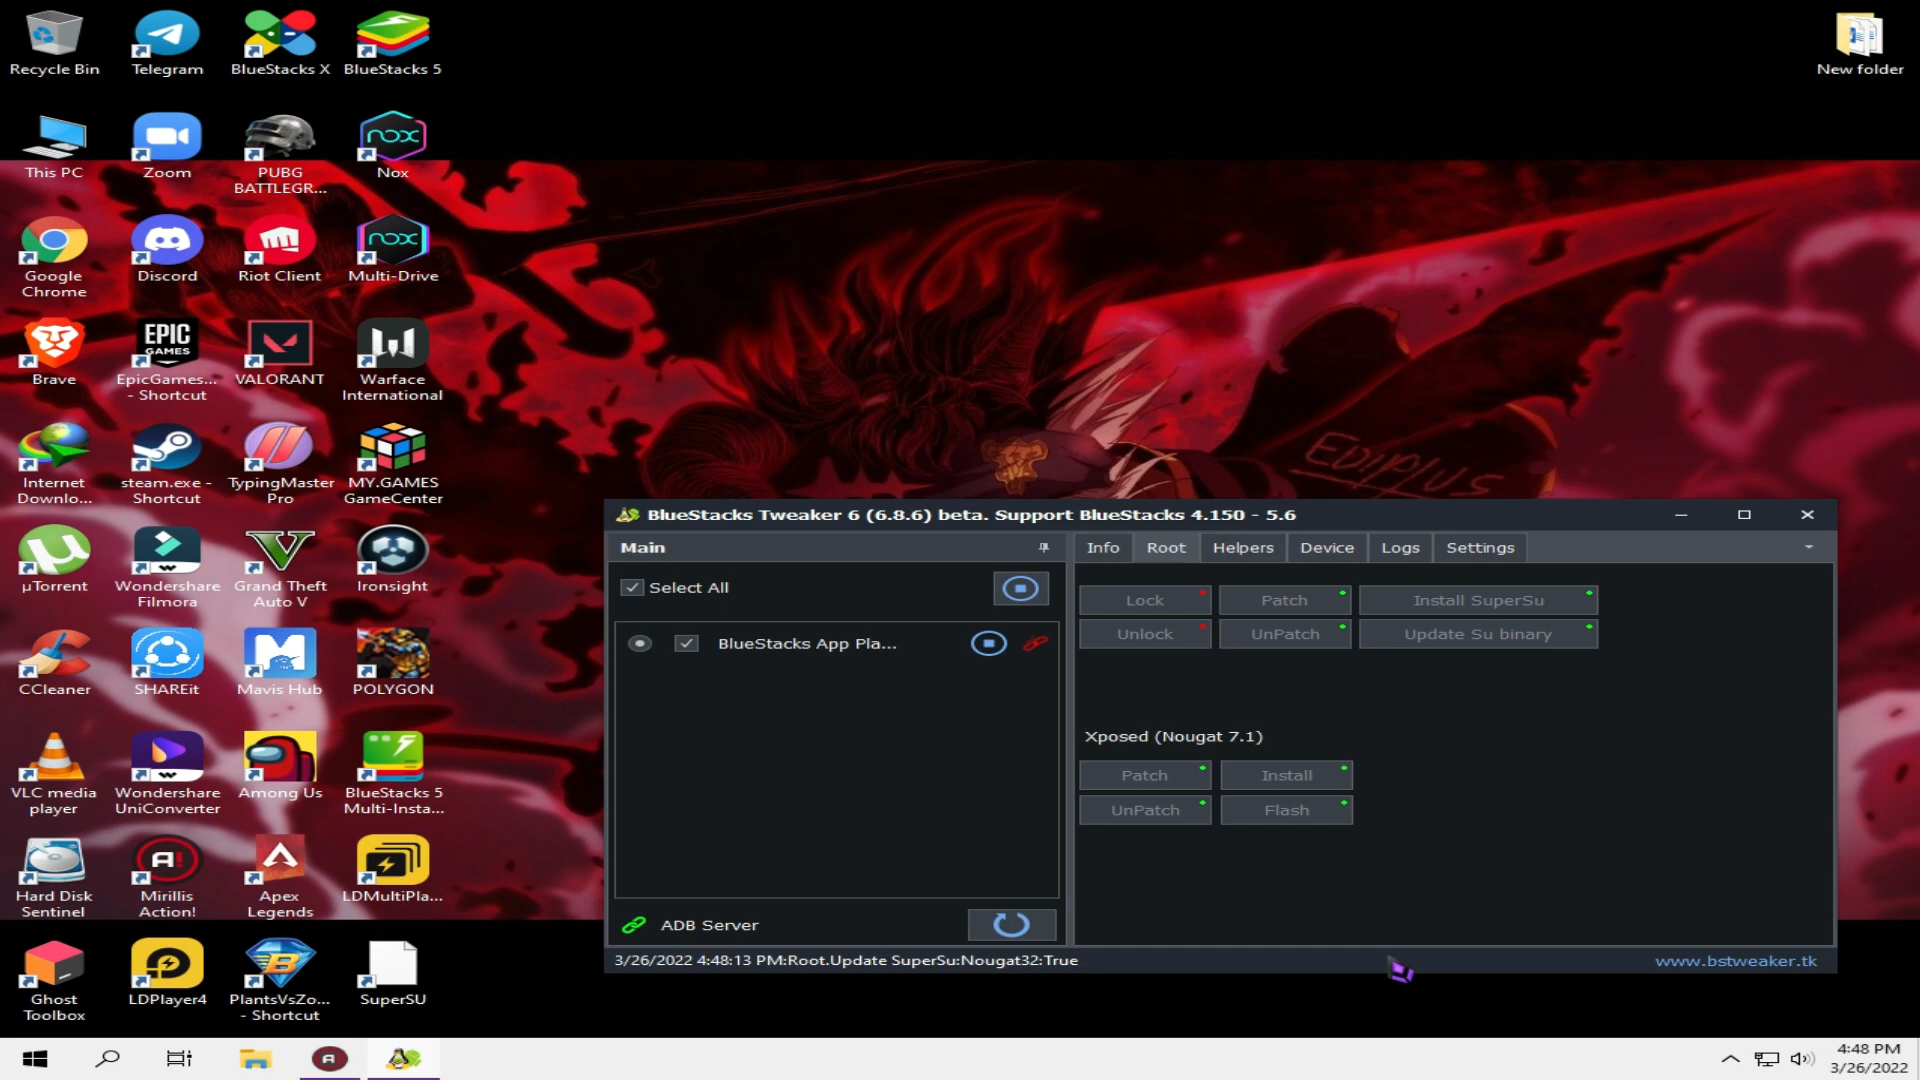 Recycle Bin
Telegram
BlueStacks X
BlueStacks 5
New folder
This PC
Zoom
PUBG
BATTLEGR...
nox
Nox
Google
Chrome
Discord
Riot Client
nox
Multi-Drive
Brave
EPIC
GAMES
EpicGames...
- Shortcut
VALORANT
Warface
International
Internet
Downlo...
steam.exe -
Shortcut
TypingMaster
Pro
MY.GAMES
GameCenter
EDIPLUS
µTorrent
Wondershare
Filmora
Grand Theft
Auto V
Ironsight
CCleaner
SHAREit
Mavis Hub
POLYGON
VLC media
player
Wondershare
UniConverter
Among Us
BlueStacks 5
Multi-Insta...
Hard Disk
Sentinel
Mirillis
Action!
Apex
Legends
LDMultiPla...
Ghost
Toolbox
LDPlayer4
PlantsVsZo...
- Shortcut
SuperSU
BlueStacks Tweaker 6 (6.8.6) beta. Support BlueStacks 4.150 - 5.6
Main
Info Root Helpers Device Logs Settings
Select All
BlueStacks App Pla...
Lock Patch Install SuperSu
Unlock UnPatch Update Su binary
Xposed (Nougat 7.1)
Patch Install
UnPatch Flash
ADB Server
3/26/2022 4:48:13 PM:Root.Update SuperSu:Nougat32:True
www.bstweaker.tk
4:48 PM
3/26/2022